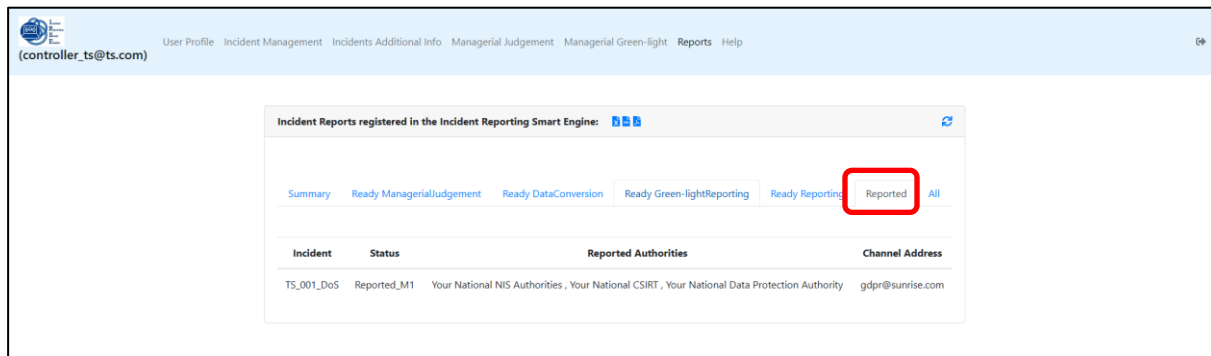 (controller_ts@ts.com)
User Profile Incident Management Incidents Additional Info Managerial Judgement Managerial Green-light Reports Help
Incident Reports registered in the Incident Reporting Smart Engine:
Summary Ready ManagerialJudgement Ready DataConversion Ready Green-lightReporting Ready Reporting Reported All
Incident Status Reported Authorities Channel Address
TS_001_DoS Reported_M1 Your National NIS Authorities , Your National CSIRT , Your National Data Protection Authority gdpr@sunrise.com